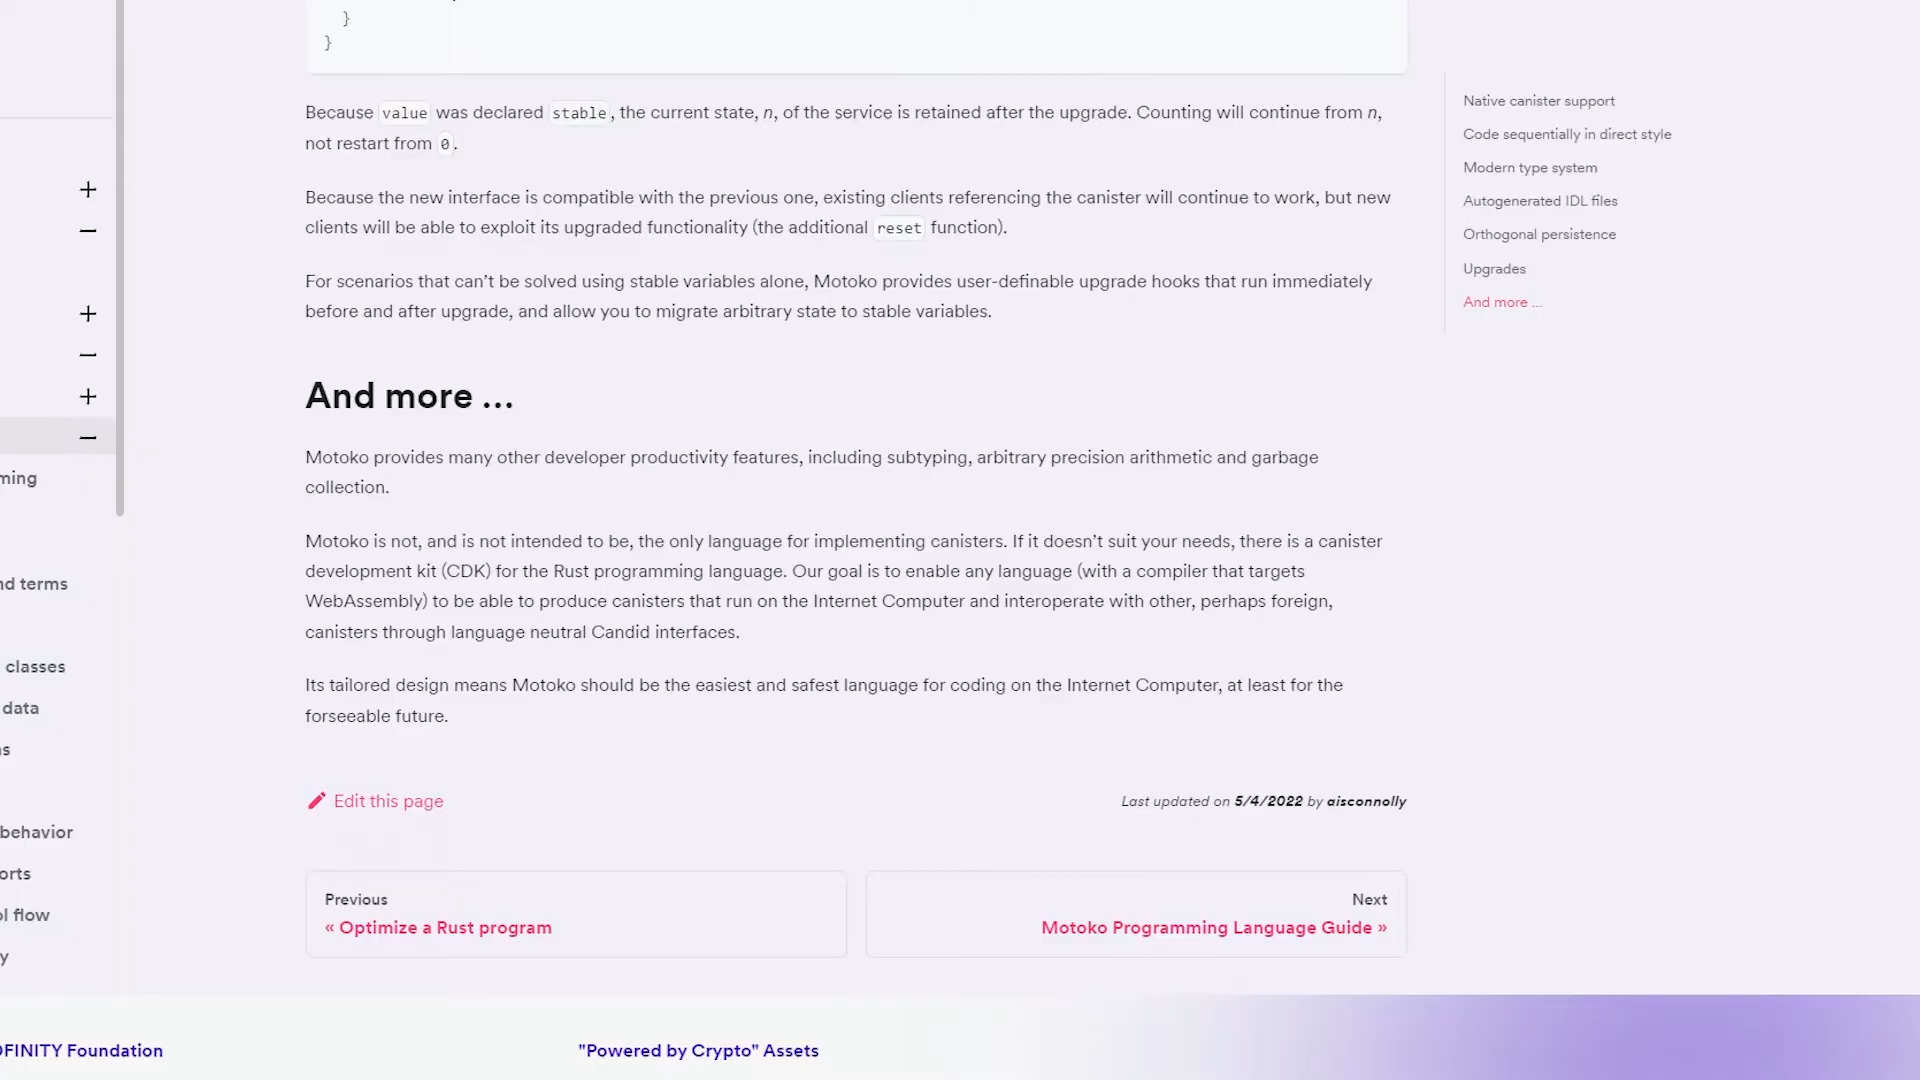 }
}
Because value was declared stable, the current state, n, of the service is retained after the upgrade. Counting will continue from n,
not restart from 0.
Because the new interface is compatible with the previous one, existing clients referencing the canister will continue to work, but new
clients will be able to exploit its upgraded functionality (the additional reset function).
For scenarios that can’t be solved using stable variables alone, Motoko provides user-definable upgrade hooks that run immediately
before and after upgrade, and allow you to migrate arbitrary state to stable variables.
And more ...
Motoko provides many other developer productivity features, including subtyping, arbitrary precision arithmetic and garbage
collection.
Motoko is not, and is not intended to be, the only language for implementing canisters. If it doesn’t suit your needs, there is a canister
development kit (CDK) for the Rust programming language. Our goal is to enable any language (with a compiler that targets
WebAssembly) to be able to produce canisters that run on the Internet Computer and interoperate with other, perhaps foreign,
canisters through language neutral Candid interfaces.
Its tailored design means Motoko should be the easiest and safest language for coding on the Internet Computer, at least for the
forseeable future.
Edit this page
Last updated on 5/4/2022 by aisconnolly
Previous
« Optimize a Rust program
Next
Motoko Programming Language Guide »
Native canister support
Code sequentially in direct style
Modern type system
Autogenerated IDL files
Orthogonal persistence
Upgrades
And more ...
ming
nd terms
classes
data
s
behavior
orts
ol flow
y
FINITY Foundation
"Powered by Crypto" Assets